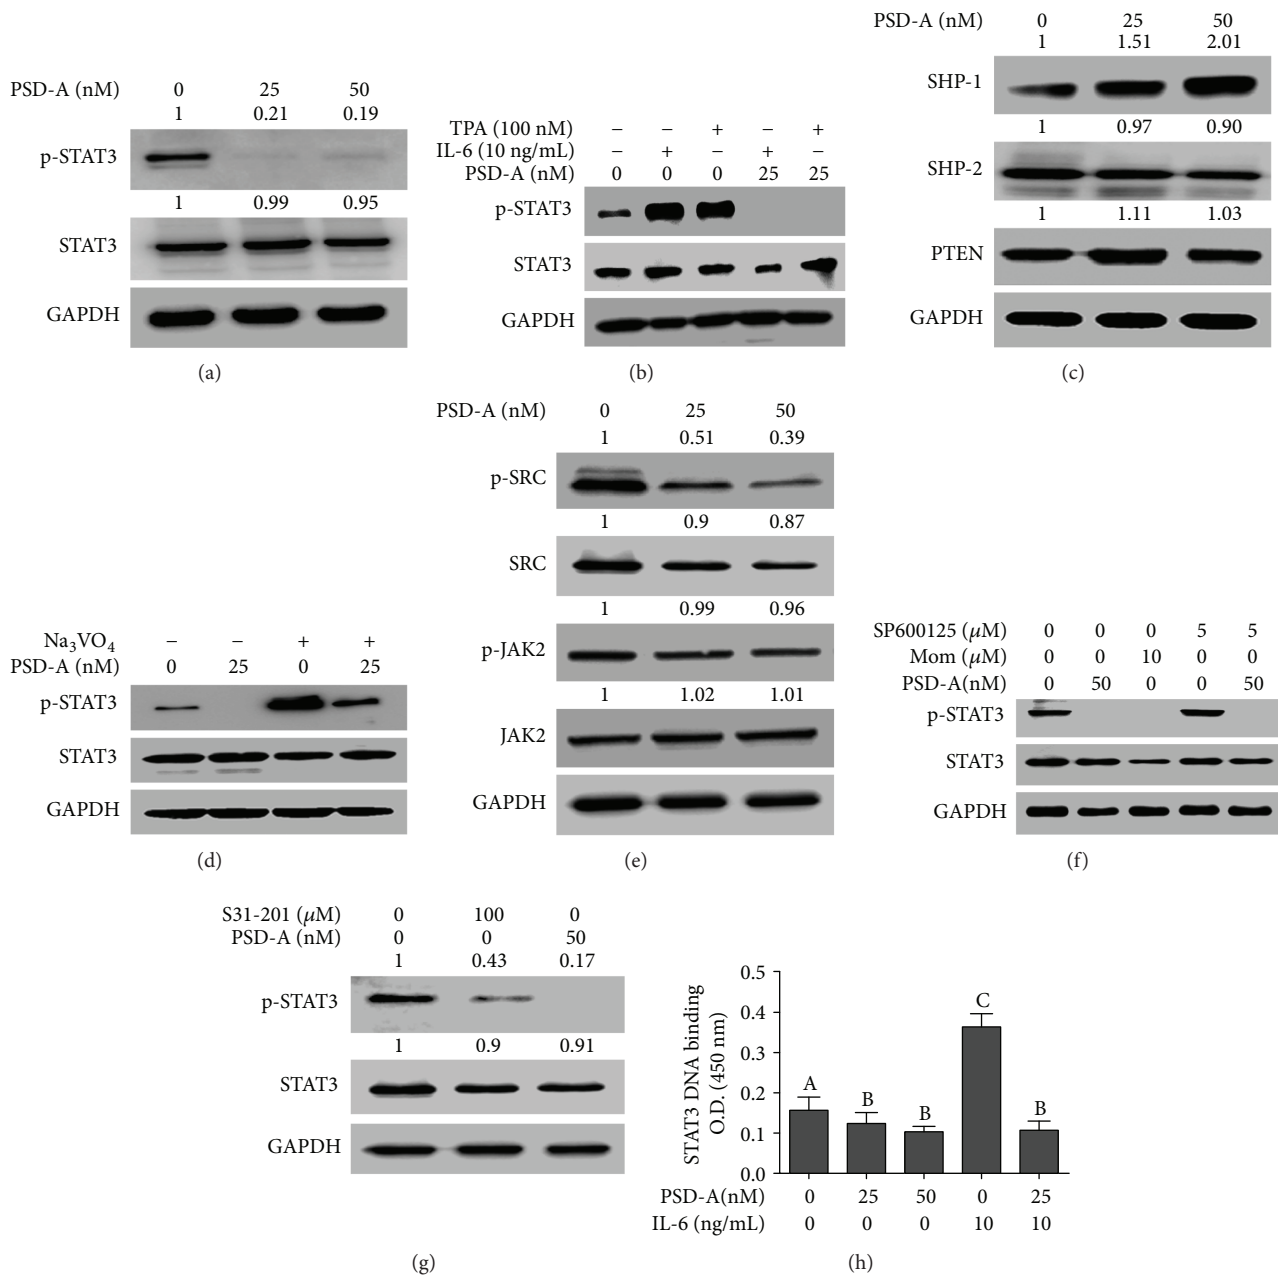 PSD-A (nM) 0 25 50
1 0.21 0.19
p-STAT3
1 0.99 0.95
STAT3
GAPDH
(a)
TPA (100 nM) − − + − +
IL-6 (10 ng/mL) − + − + −
PSD-A (nM) 0 0 0 25 25
p-STAT3
STAT3
GAPDH
(b)
PSD-A (nM) 0 25 50
1 1.51 2.01
SHP-1
1 0.97 0.90
SHP-2
1 1.11 1.03
PTEN
GAPDH
(c)
Na₃VO₄ − − + +
PSD-A (nM) 0 25 0 25
p-STAT3
STAT3
GAPDH
(d)
PSD-A (nM) 0 25 50
1 0.51 0.39
p-SRC
1 0.9 0.87
SRC
1 0.99 0.96
p-JAK2
1 1.02 1.01
JAK2
GAPDH
(e)
SP600125 (μM) 0 0 0 5 5
Mom (μM) 0 0 10 0 0
PSD-A(nM) 0 50 0 0 50
p-STAT3
STAT3
GAPDH
(f)
S31-201 (μM) 0 100 0
PSD-A (nM) 0 0 50
1 0.43 0.17
p-STAT3
1 0.9 0.91
STAT3
GAPDH
(g)
STAT3 DNA binding
O.D. (450 nm)
0.5
0.4
0.3
0.2
0.1
0.0
A B B C B
PSD-A(nM) 0 25 50 0 25
IL-6 (ng/mL) 0 0 0 10 10
(h)